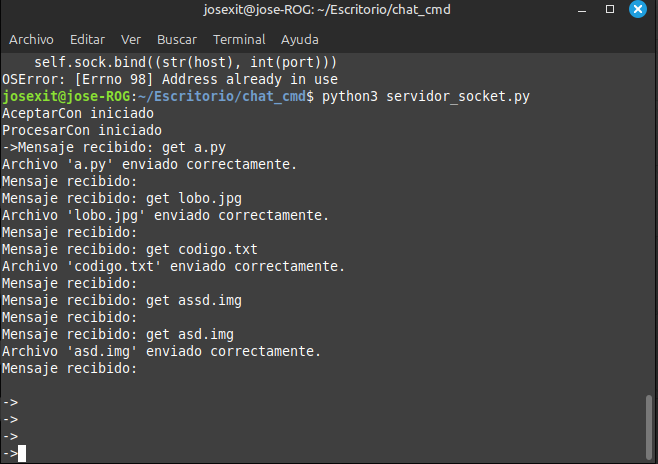 josexit@jose-ROG: ~/Escritorio/chat_cmd
Archivo Editar Ver Buscar Terminal Ayuda
    self.sock.bind((str(host), int(port)))
OSError: [Errno 98] Address already in use
josexit@jose-ROG:~/Escritorio/chat_cmd$ python3 servidor_socket.py
AceptarCon iniciado
ProcesarCon iniciado
->Mensaje recibido: get a.py
Archivo 'a.py' enviado correctamente.
Mensaje recibido:
Mensaje recibido: get lobo.jpg
Archivo 'lobo.jpg' enviado correctamente.
Mensaje recibido:
Mensaje recibido: get codigo.txt
Archivo 'codigo.txt' enviado correctamente.
Mensaje recibido:
Mensaje recibido: get assd.img
Mensaje recibido:
Mensaje recibido: get asd.img
Archivo 'asd.img' enviado correctamente.
Mensaje recibido:
->
->
->
->